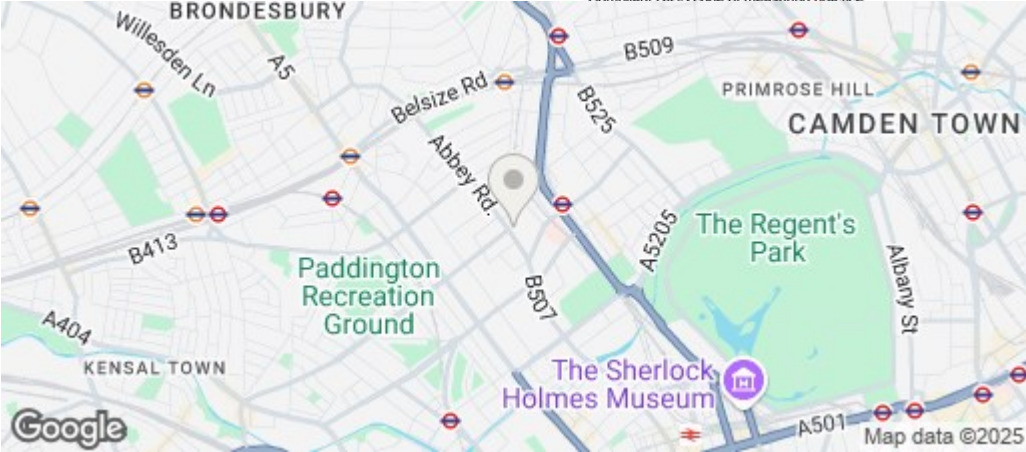 BRONDESBURY
Willesden Ln
A5
B509
Belsize Rd
B525
PRIMROSE HILL
CAMDEN TOWN
Abbey Rd.
A5205
The Regent's
Park
B413
Paddington
Recreation
Ground
B507
Albany St
A404
KENSAL TOWN
The Sherlock
Holmes Museum
A501
Google
Map data ©2025